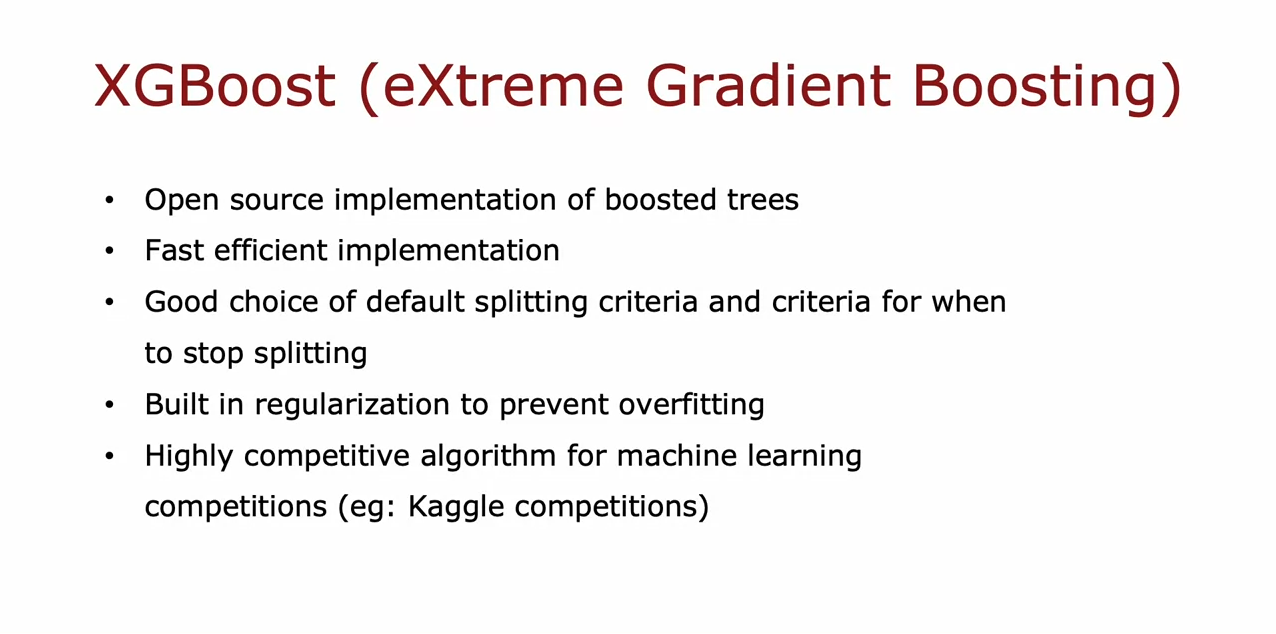 XGBoost (eXtreme Gradient Boosting)
• Open source implementation of boosted trees
• Fast efficient implementation
• Good choice of default splitting criteria and criteria for when
to stop splitting
• Built in regularization to prevent overfitting
• Highly competitive algorithm for machine learning
competitions (eg: Kaggle competitions)